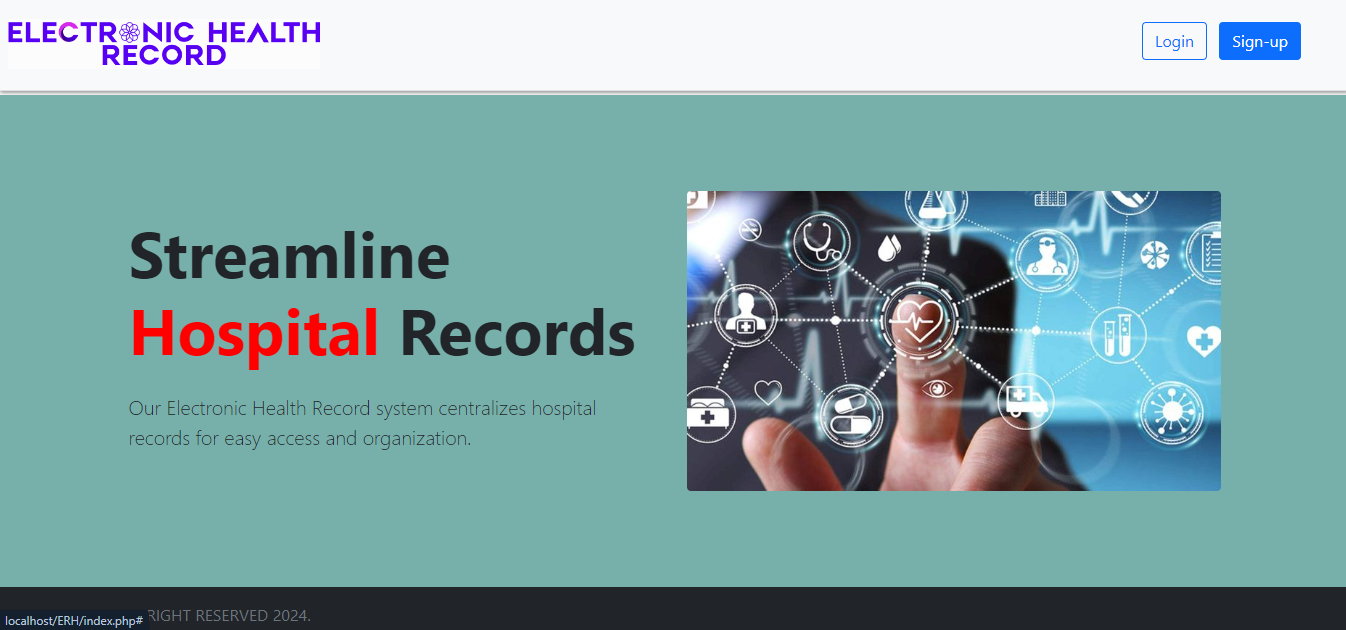 ELECTRONIC HEALTH
RECORD
Login
Sign-up
Streamline
Hospital Records
Our Electronic Health Record system centralizes hospital
records for easy access and organization.
RIGHT RESERVED 2024.
localhost/ERH/index.php#